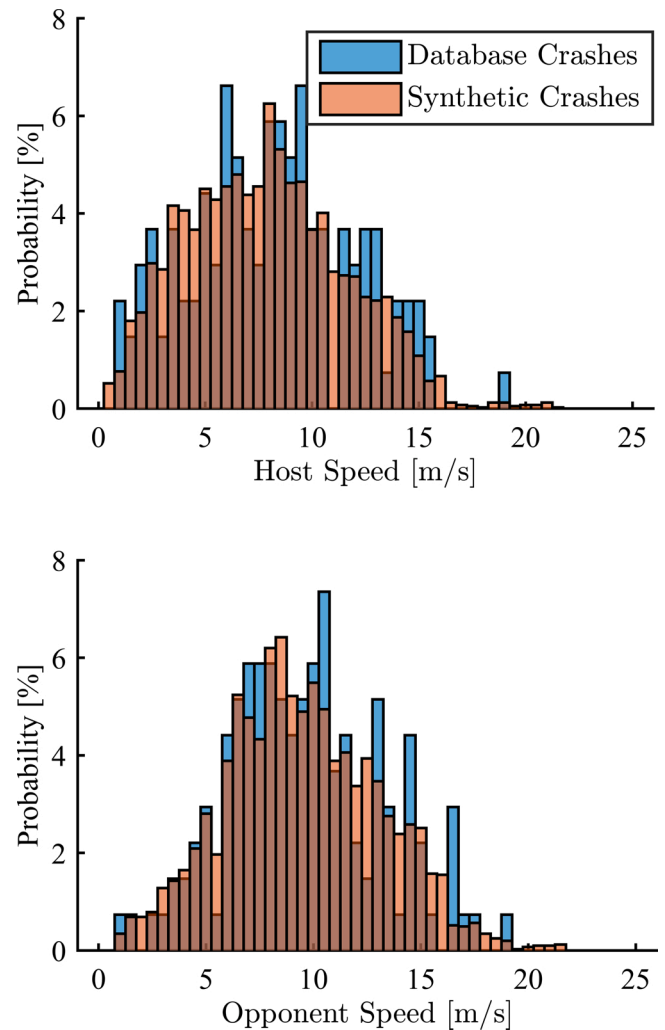 8
6
4
2
0
Probability [%]
Database Crashes
Synthetic Crashes
0 5 10 15 20 25
Host Speed [m/s]
8
6
4
2
0
Probability [%]
0 5 10 15 20 25
Opponent Speed [m/s]